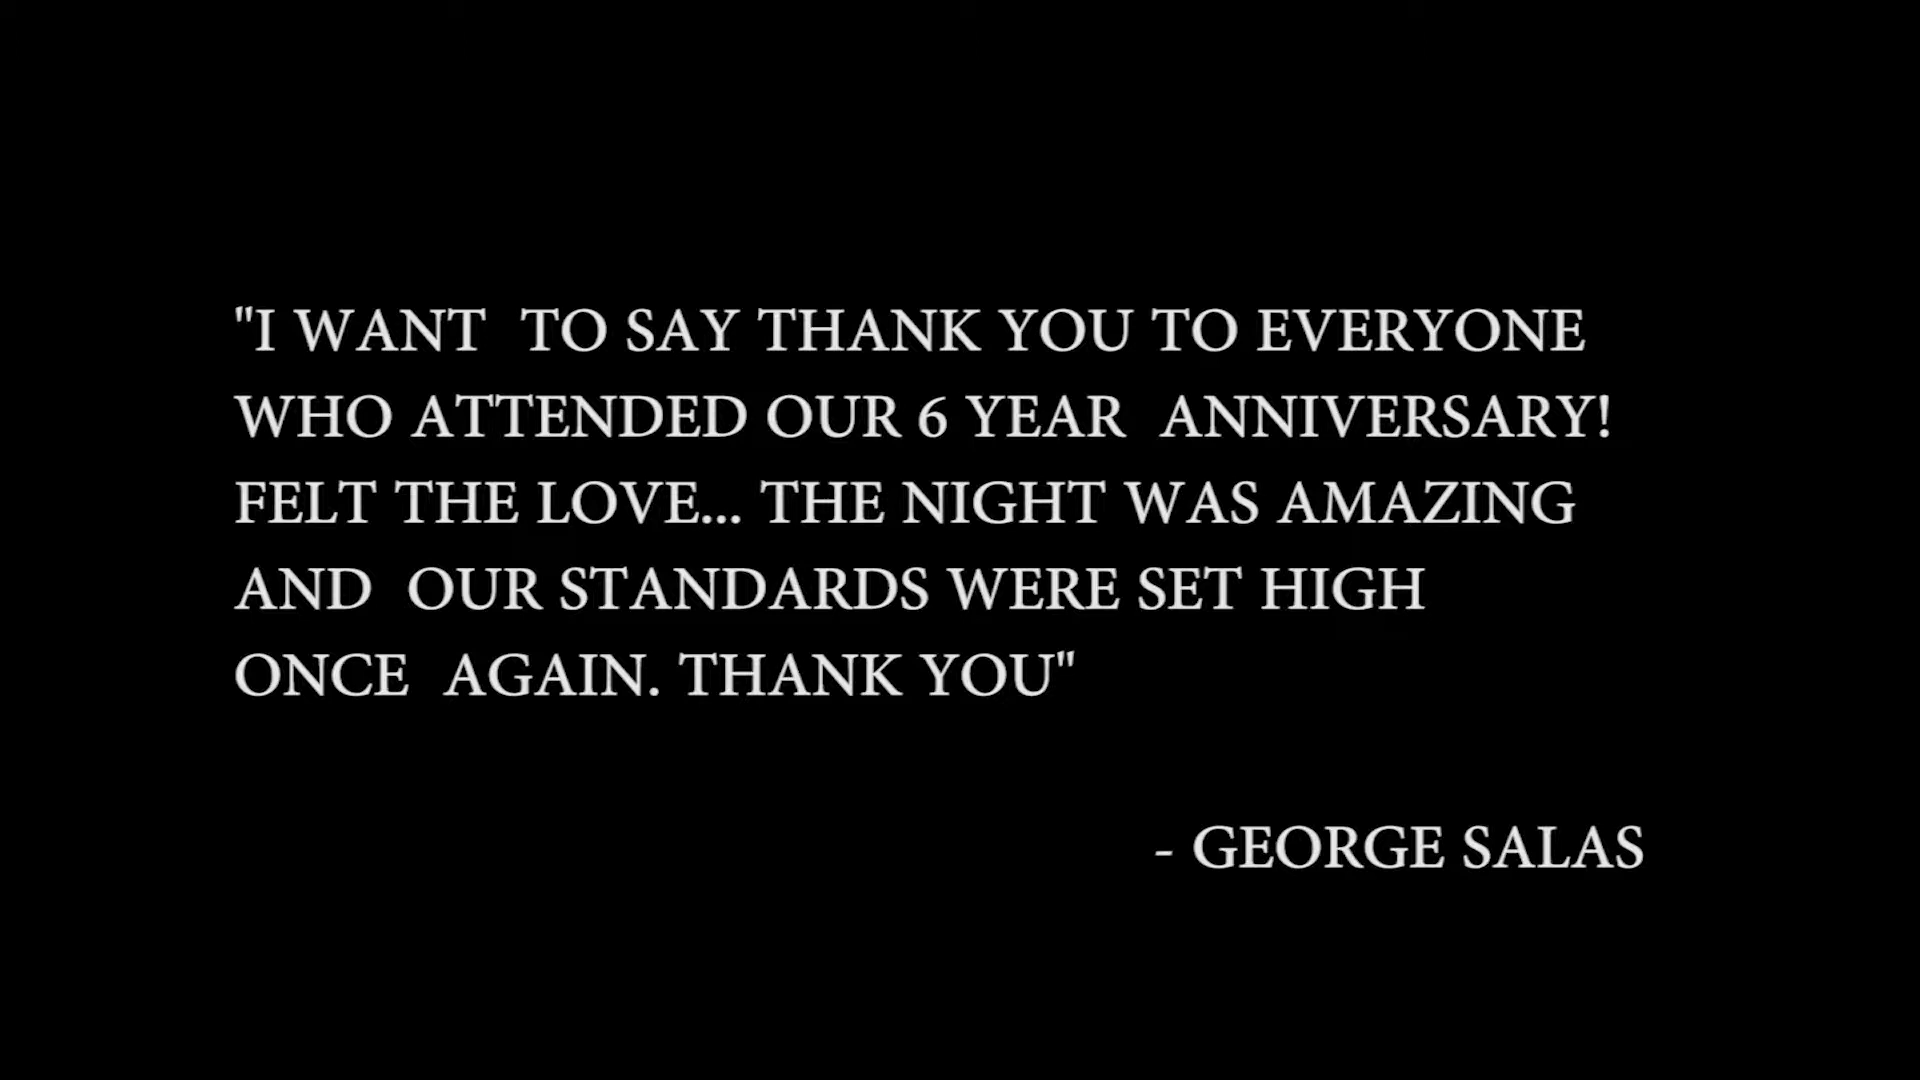 "I WANT  TO SAY THANK YOU TO EVERYONE
WHO ATTENDED OUR 6 YEAR  ANNIVERSARY!
FELT THE LOVE... THE NIGHT WAS AMAZING
AND  OUR STANDARDS WERE SET HIGH
ONCE  AGAIN. THANK YOU"
- GEORGE SALAS